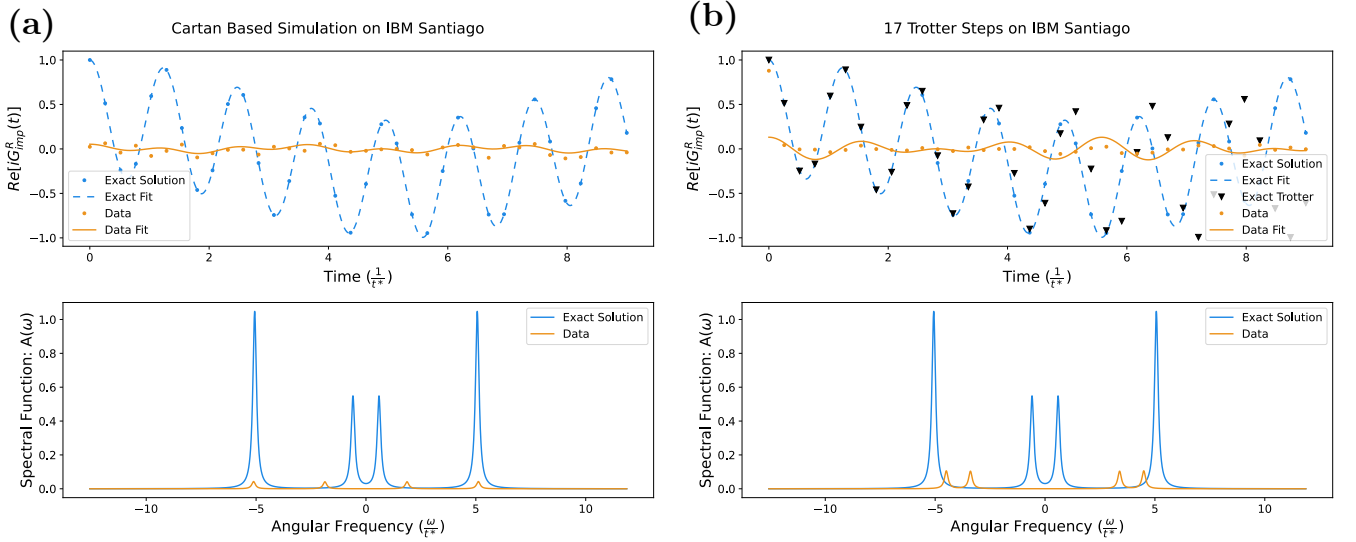 (a)
Cartan Based Simulation on IBM Santiago
Re[iG^R_{imp}(t)]
1.0
0.5
0.0
−0.5
−1.0
Exact Solution
Exact Fit
Data
Data Fit
0 2 4 6 8
Time (1/t*)
Spectral Function: A(ω)
1.0
0.8
0.6
0.4
0.2
0.0
Exact Solution
Data
−10 −5 0 5 10
Angular Frequency (ω/t*)
(b)
17 Trotter Steps on IBM Santiago
Re[iG^R_{imp}(t)]
1.0
0.5
0.0
−0.5
−1.0
Exact Solution
Exact Fit
Exact Trotter
Data
Data Fit
0 2 4 6 8
Time (1/t*)
Spectral Function: A(ω)
1.0
0.8
0.6
0.4
0.2
0.0
Exact Solution
Data
−10 −5 0 5 10
Angular Frequency (ω/t*)